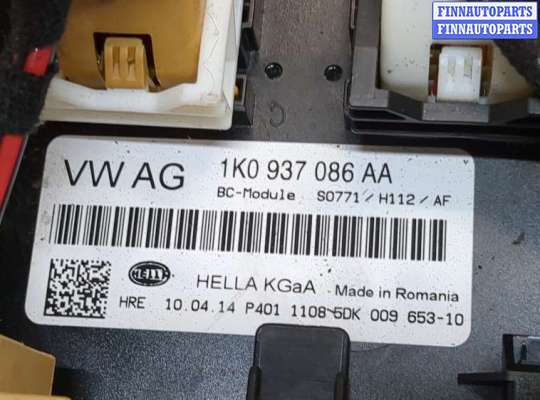 FINNAUTOPARTS
FINNAUTOPARTS
VW AG 1K0 937 086 AA
BC-Module S0771 / H112 / AF
HELLA
HELLA KGaA Made in Romania
HRE 10.04.14 P401 1108 5DK 009 653-10